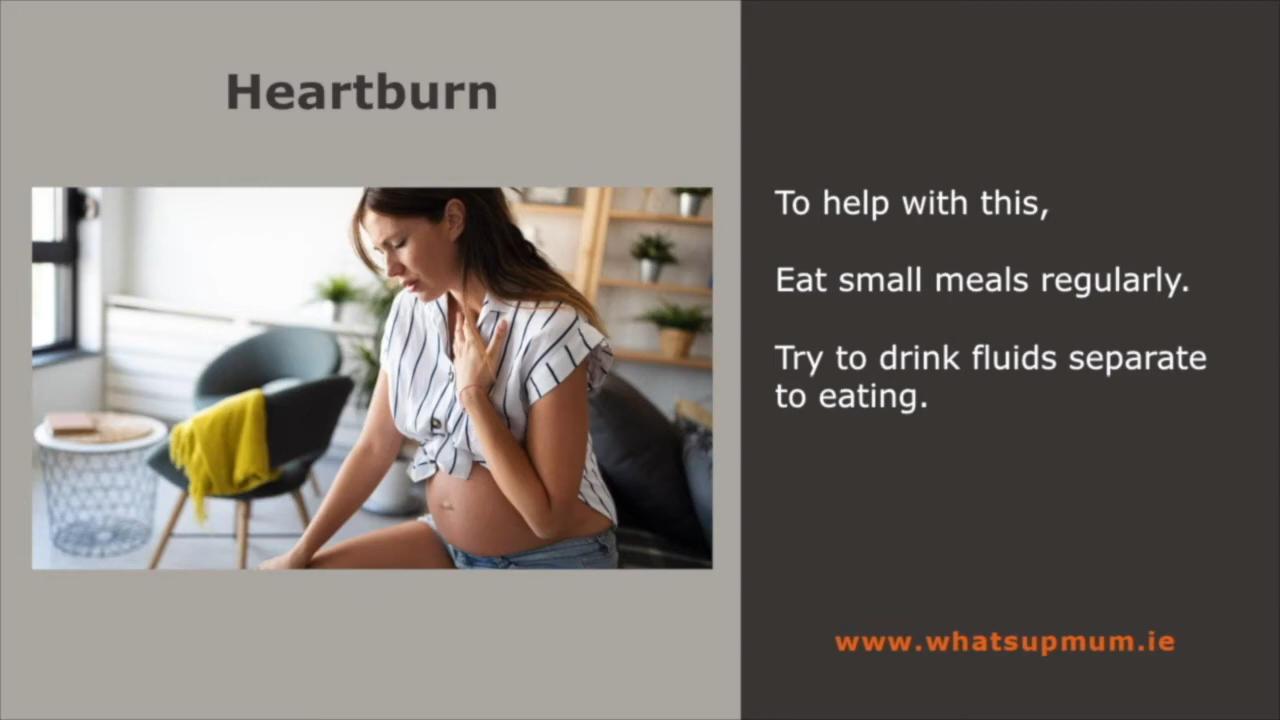 Heartburn
To help with this,
Eat small meals regularly.
Try to drink fluids separate
to eating.
www.whatsupmum.ie